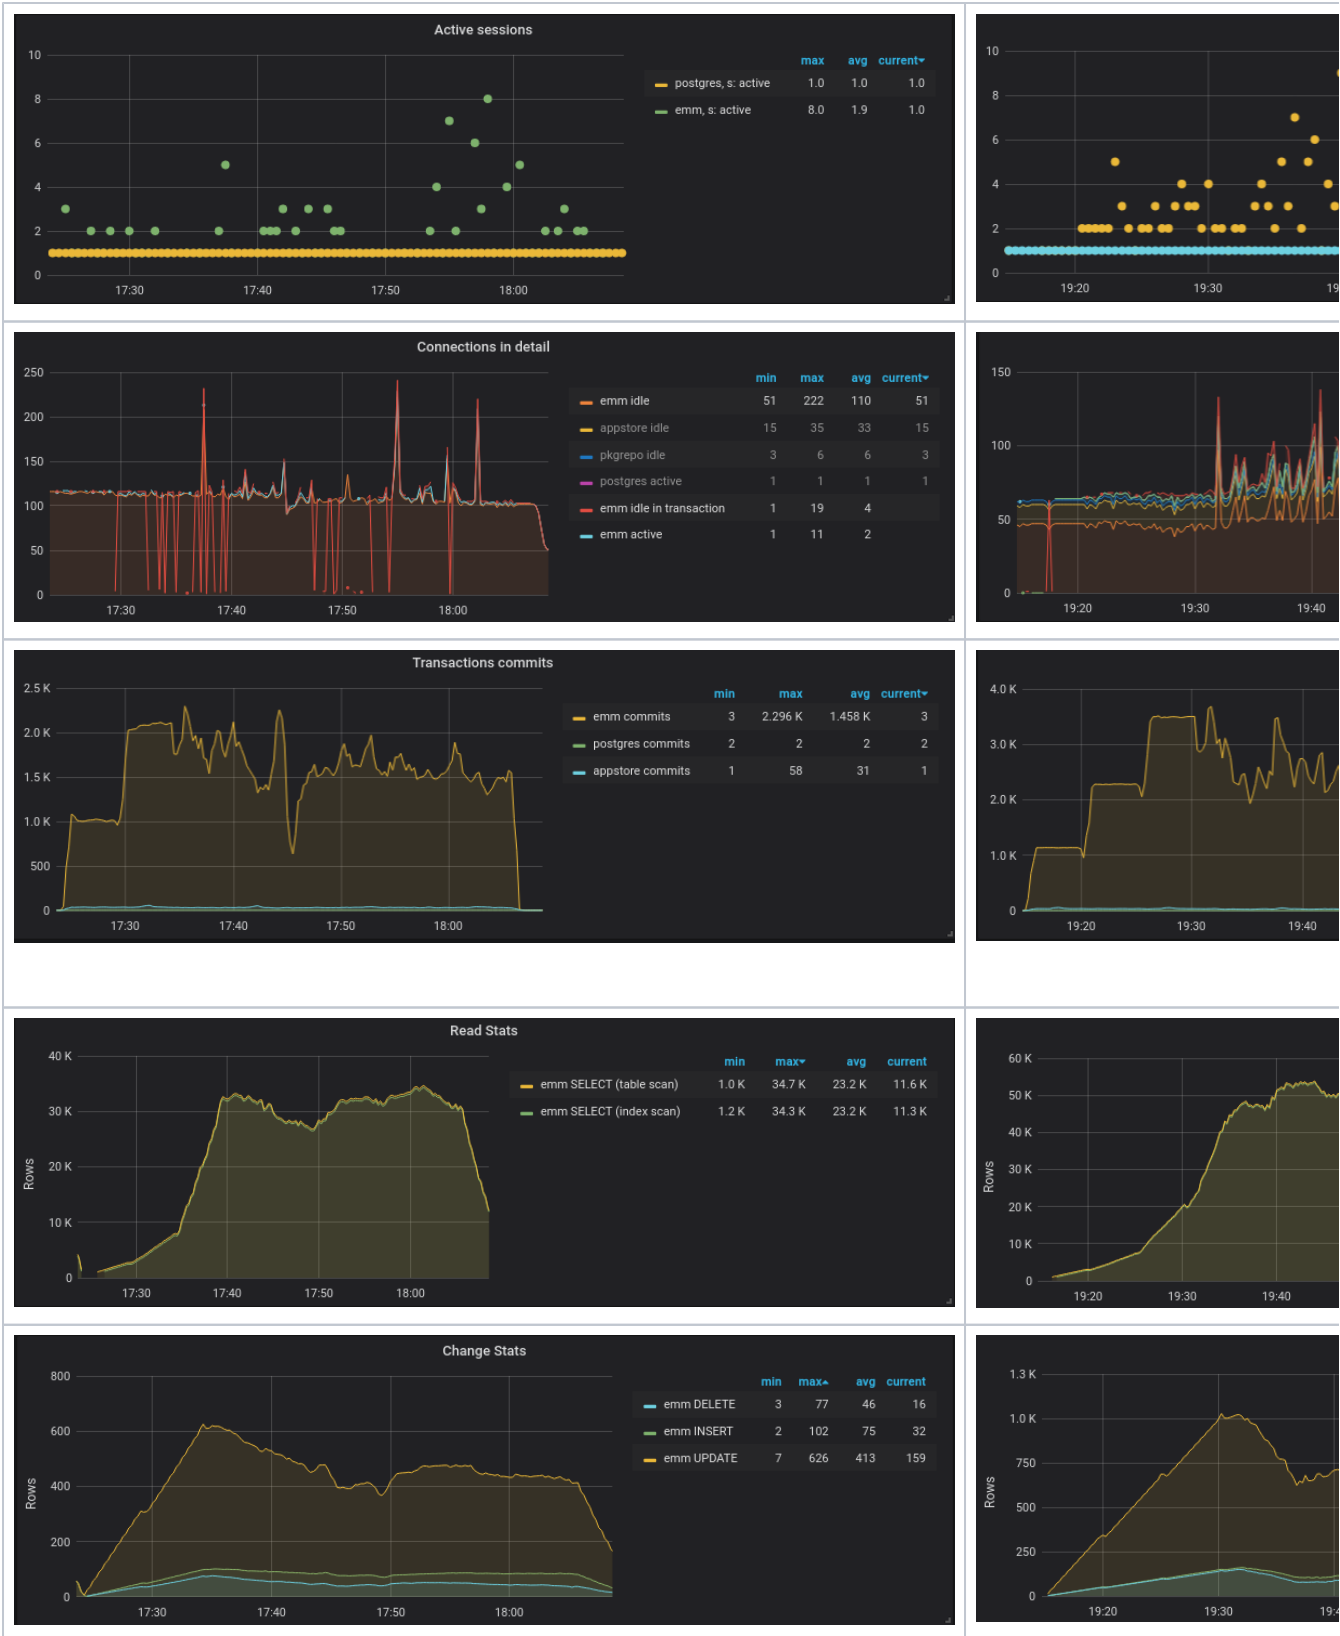 Active sessions
max avg current
postgres, s: active 1.0 1.0 1.0
emm, s: active 8.0 1.9 1.0
10
8
6
4
2
0
17:30 17:40 17:50 18:00
10
8
6
4
2
0
19:20 19:30 19
Connections in detail
min max avg current
emm idle 51 222 110 51
appstore idle 15 35 33 15
pkgrepo idle 3 6 6 3
postgres active 1 1 1 1
emm idle in transaction 1 19 4
emm active 1 11 2
250
200
150
100
50
0
17:30 17:40 17:50 18:00
150
100
50
0
19:20 19:30 19:40
Transactions commits
min max avg current
emm commits 3 2.296 K 1.458 K 3
postgres commits 2 2 2 2
appstore commits 1 58 31 1
2.5 K
2.0 K
1.5 K
1.0 K
500
0
17:30 17:40 17:50 18:00
4.0 K
3.0 K
2.0 K
1.0 K
0
19:20 19:30 19:40
Read Stats
min max avg current
emm SELECT (table scan) 1.0 K 34.7 K 23.2 K 11.6 K
emm SELECT (index scan) 1.2 K 34.3 K 23.2 K 11.3 K
Rows
40 K
30 K
20 K
10 K
0
17:30 17:40 17:50 18:00
Rows
60 K
50 K
40 K
30 K
20 K
10 K
0
19:20 19:30 19:40
Change Stats
min max avg current
emm DELETE 3 77 46 16
emm INSERT 2 102 75 32
emm UPDATE 7 626 413 159
Rows
800
600
400
200
0
17:30 17:40 17:50 18:00
Rows
1.3 K
1.0 K
750
500
250
0
19:20 19:30 19:4